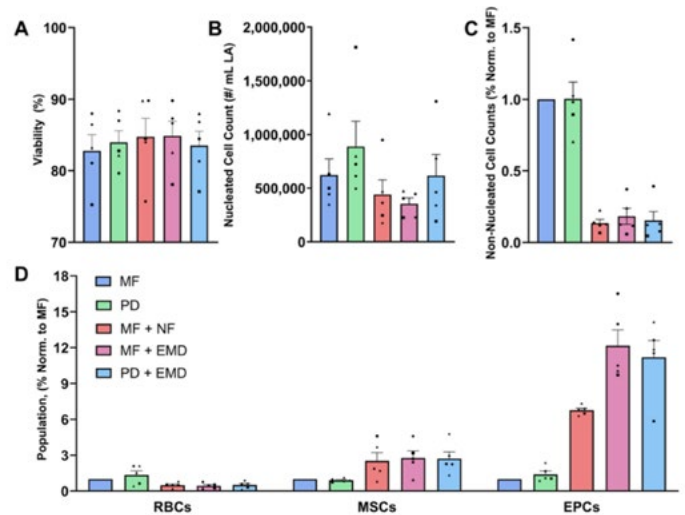 A
Viability (%)
100
90
80
70
B
Nucleated Cell Count (#/ mL LA)
2,000,000
1,500,000
1,000,000
500,000
0
C
Non-Nucleated Cell Counts (% Norm. to MF)
1.5
1.0
0.5
0.0
D
Population, (% Norm. to MF)
18
15
12
9
6
3
0
MF
PD
MF + NF
MF + EMD
PD + EMD
RBCs
MSCs
EPCs